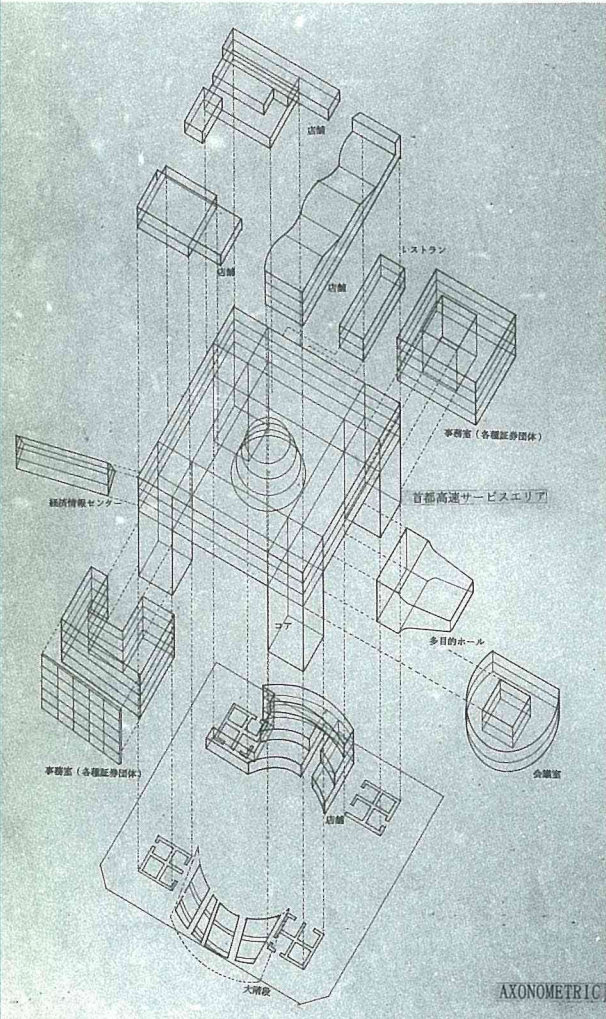 店舗
店舗
レストラン
店舗
事務室（各種証券団体）
首都高速サービスエリア
経済情報センター
コア
多目的ホール
事務室（各種証券団体）
会議室
店舗
大階段
AXONOMETRIC